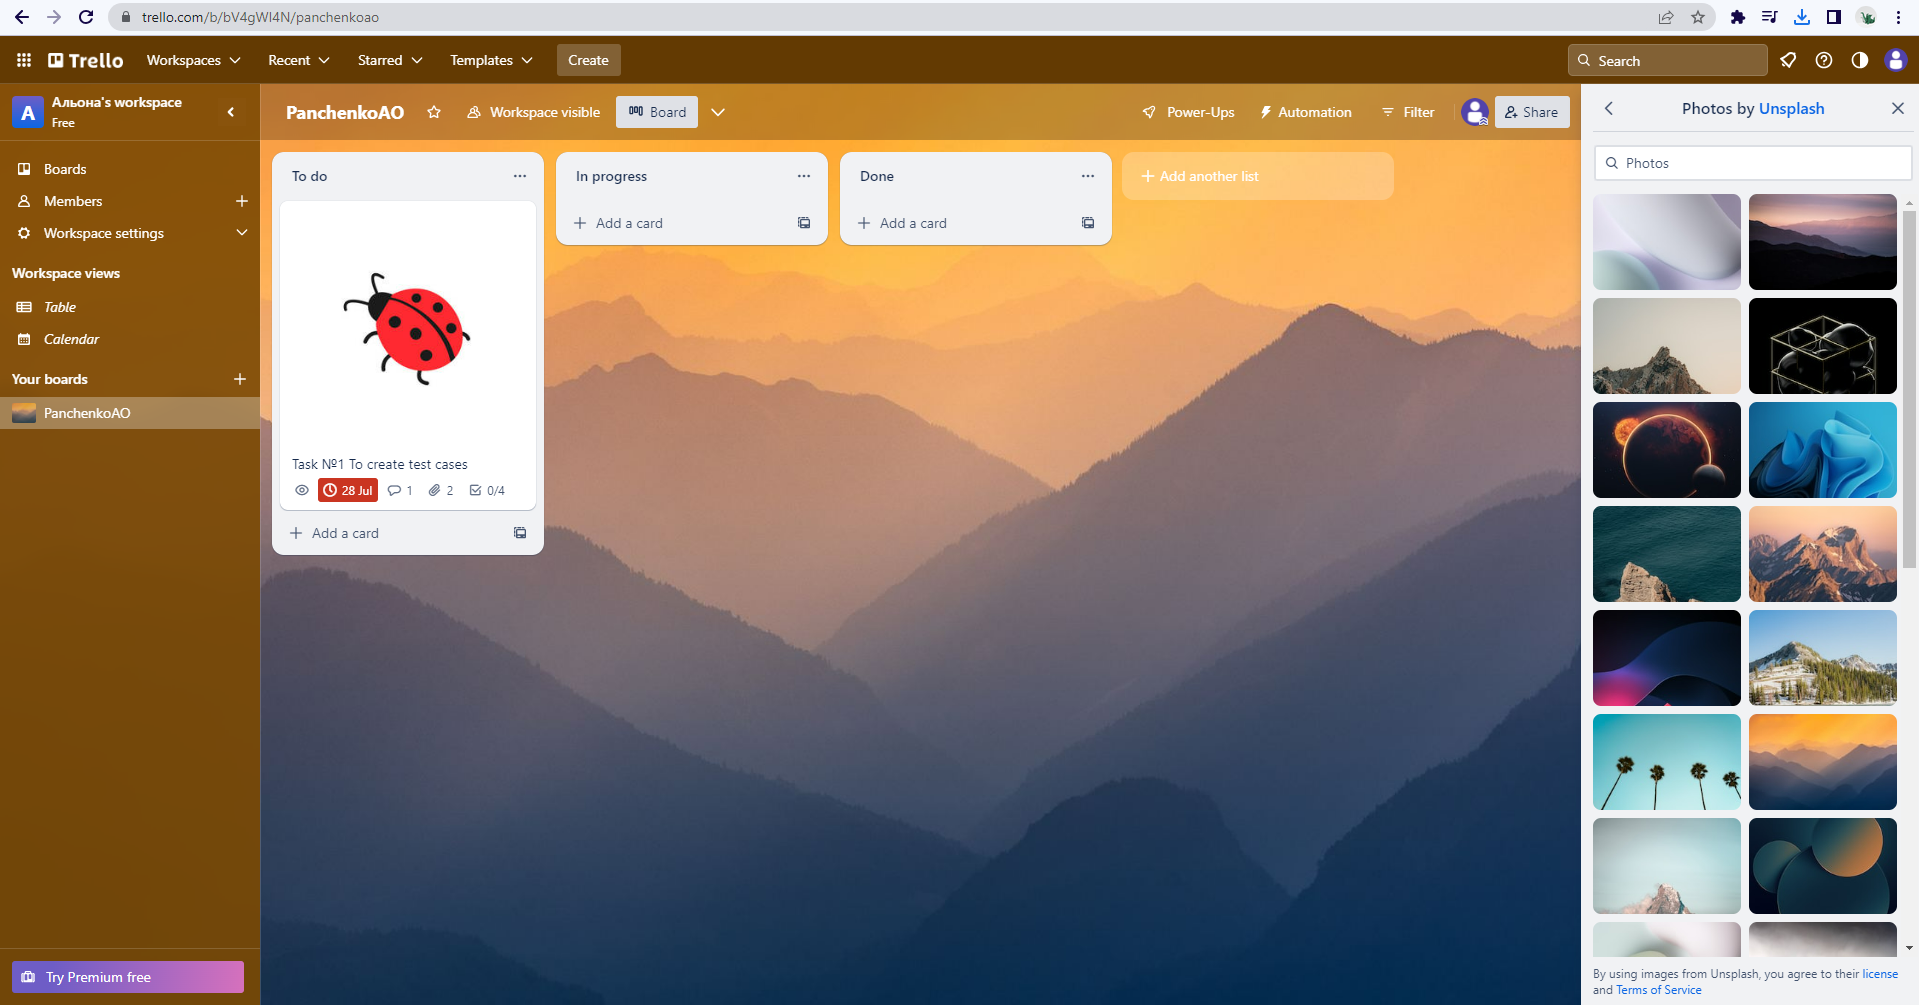 trello.com/b/bV4gWI4N/panchenkoao
Trello
Workspaces
Recent
Starred
Templates
Create
Search
A
Альона's workspace
Free
PanchenkoAO
Workspace visible
Board
Power-Ups
Automation
Filter
Share
Boards
Members
Workspace settings
Workspace views
Table
Calendar
Your boards
PanchenkoAO
Try Premium free
To do
Task №1 To create test cases
28 Jul
1
2
0/4
Add a card
In progress
Add a card
Done
Add a card
Add another list
Photos by Unsplash
Photos
By using images from Unsplash, you agree to their license
and Terms of Service